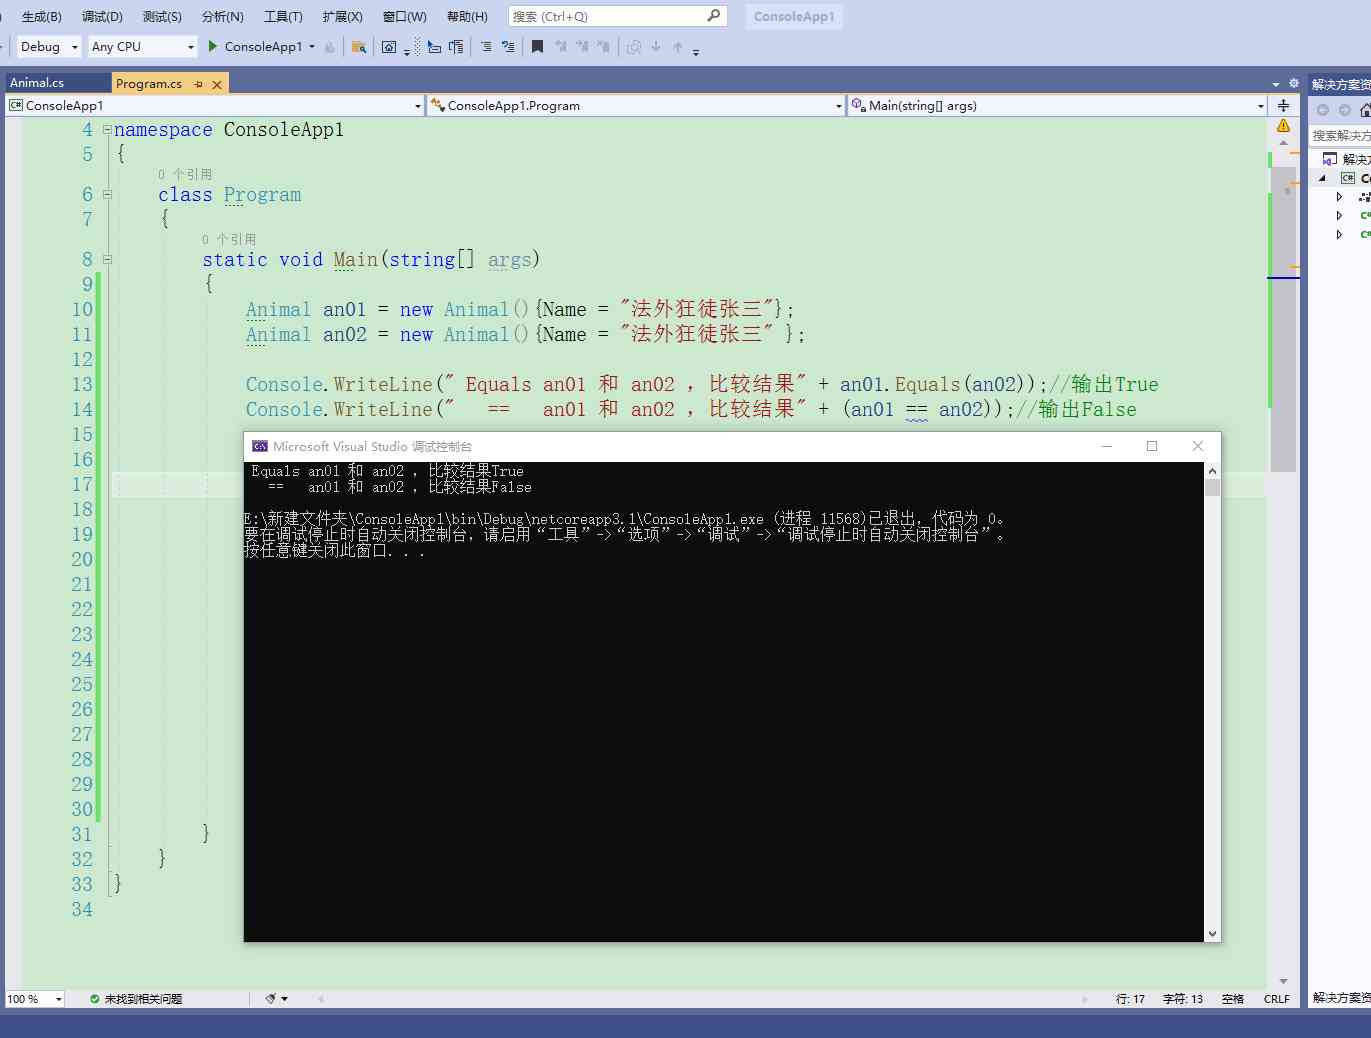 生成(B) 调试(D) 测试(S) 分析(N) 工具(T) 扩展(X) 窗口(W) 帮助(H) 搜索 (Ctrl+Q) ConsoleApp1
Debug Any CPU ConsoleApp1
Animal.cs Program.cs 解决方案资
ConsoleApp1 ConsoleApp1.Program Main(string[] args)
搜索解决方
解决方
4 namespace ConsoleApp1
5 {
0 个引用
6 class Program
7 {
0 个引用
8 static void Main(string[] args)
9 {
10 Animal an01 = new Animal(){Name = "法外狂徒张三"};
11 Animal an02 = new Animal(){Name = "法外狂徒张三" };
12
13 Console.WriteLine(" Equals an01 和 an02 , 比较结果" + an01.Equals(an02));//输出True
14 Console.WriteLine("   ==   an01 和 an02 , 比较结果" + (an01 == an02));//输出False
15
16
17
18
19
20
21
22
23
24
25
26
27
28
29
30
31 }
32 }
33 }
34
Microsoft Visual Studio 调试控制台
Equals an01 和 an02 , 比较结果True
==   an01 和 an02 , 比较结果False
E:\新建文件夹\ConsoleApp1\bin\Debug\netcoreapp3.1\ConsoleApp1.exe (进程 11568)已退出，代码为 0。
要在调试停止时自动关闭控制台，请启用“工具”->“选项”->“调试”->“调试停止时自动关闭控制台”。
按任意键关闭此窗口. . .
100 % 未找到相关问题 行: 17 字符: 13 空格 CRLF 解决方案资